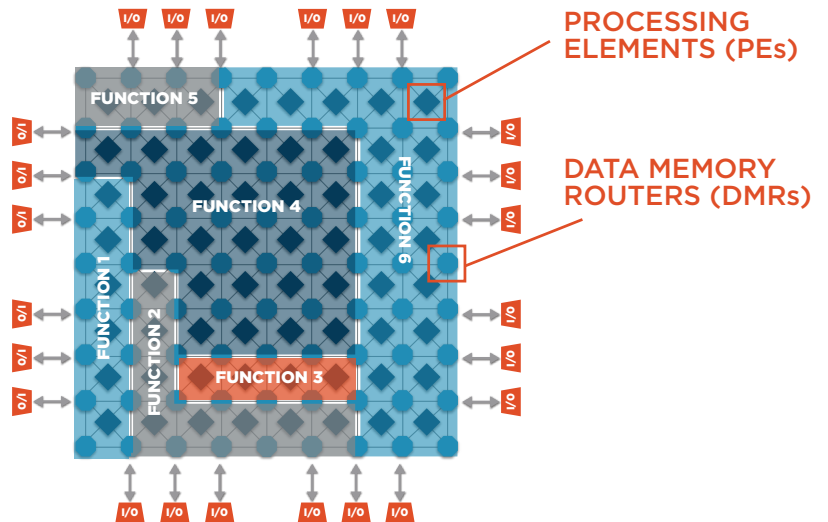 I/O I/O I/O I/O I/O I/O
PROCESSING
ELEMENTS (PEs)
FUNCTION 5
I/O I/O
I/O I/O
I/O I/O
DATA MEMORY
ROUTERS (DMRs)
FUNCTION 4
FUNCTION 6
FUNCTION 1
FUNCTION 2
I/O I/O
I/O I/O
FUNCTION 3
I/O I/O
I/O I/O I/O I/O I/O I/O